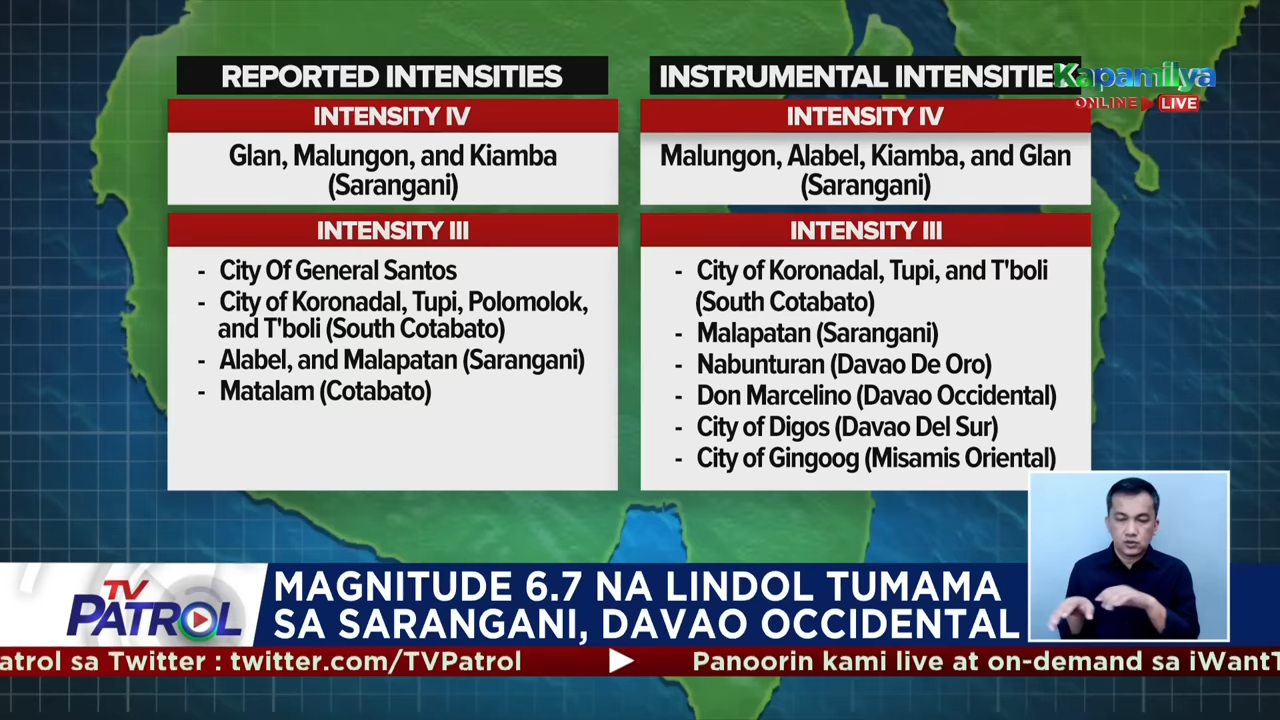 REPORTED INTENSITIES
INTENSITY IV
Glan, Malungon, and Kiamba
(Sarangani)
INTENSITY III
- City Of General Santos
- City of Koronadal, Tupi, Polomolok,
and T'boli (South Cotabato)
- Alabel, and Malapatan (Sarangani)
- Matalam (Cotabato)
INSTRUMENTAL INTENSITIE
Kapamilya
ONLINE LIVE
INTENSITY IV
Malungon, Alabel, Kiamba, and Glan
(Sarangani)
INTENSITY III
- City of Koronadal, Tupi, and T'boli
(South Cotabato)
- Malapatan (Sarangani)
- Nabunturan (Davao De Oro)
- Don Marcelino (Davao Occidental)
- City of Digos (Davao Del Sur)
- City of Gingoog (Misamis Oriental)
TV
PATROL
MAGNITUDE 6.7 NA LINDOL TUMAMA
SA SARANGANI, DAVAO OCCIDENTAL
atrol sa Twitter : twitter.com/TVPatrol Panoorin kami live at on-demand sa iWantT